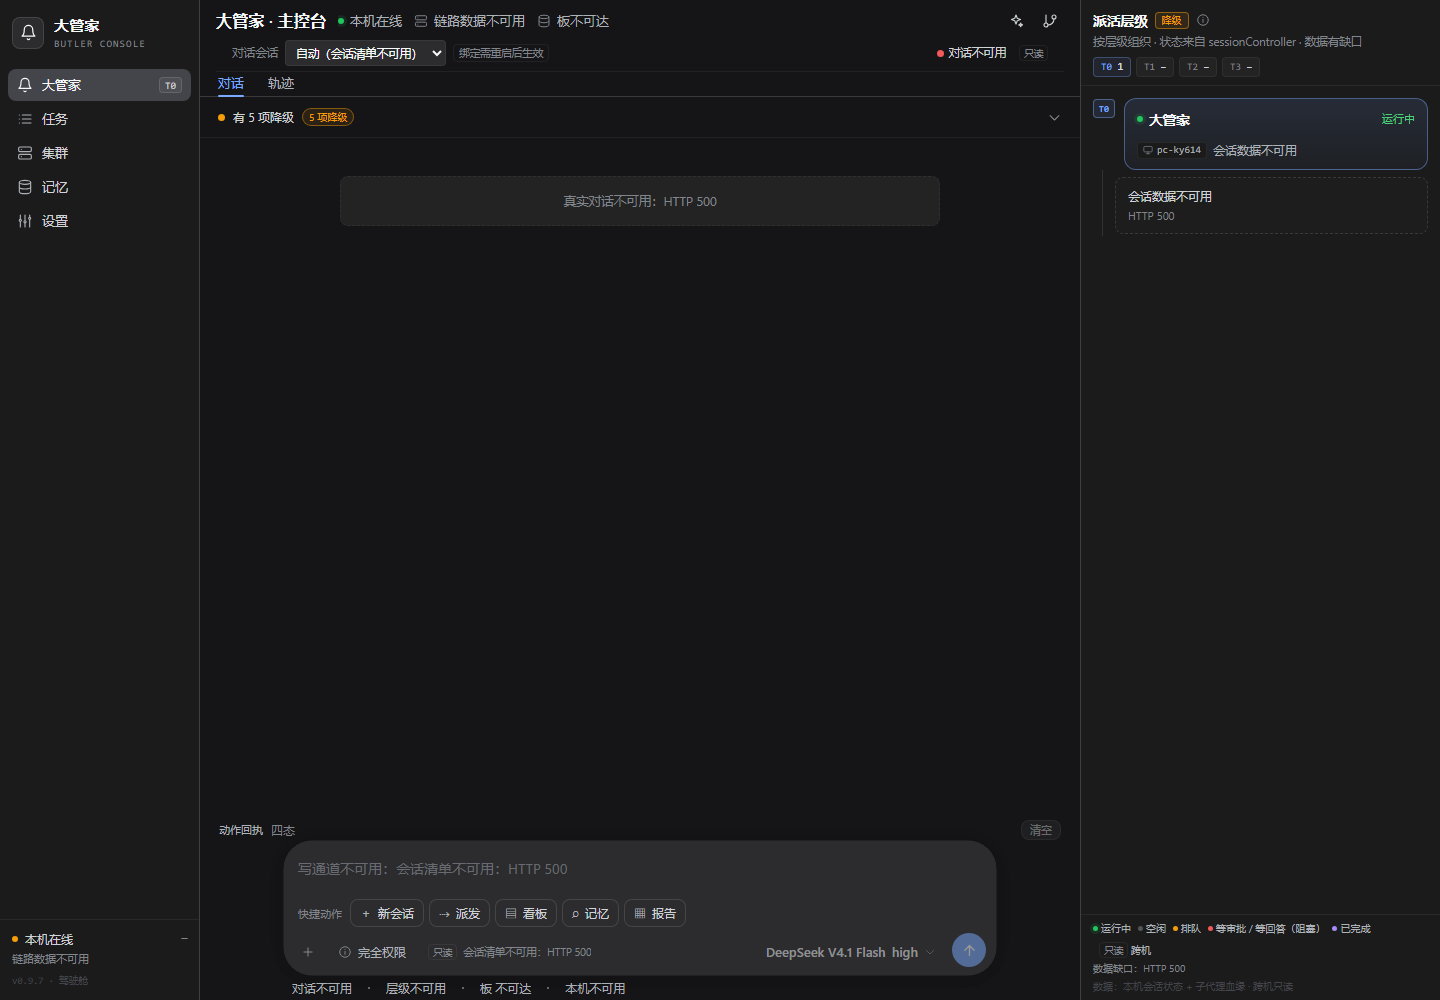 大管家
BUTLER CONSOLE
大管家 T0
任务
集群
记忆
设置
本机在线 –
链路数据不可用
v0.9.7 · 驾驶舱
大管家 · 主控台 本机在线 链路数据不可用 板不可达
对话会话 自动（会话清单不可用） 绑定需重启后生效 对话不可用 只读
对话 轨迹
有 5 项降级 5 项降级
真实对话不可用：HTTP 500
动作回执 四态 清空
写通道不可用：会话清单不可用：HTTP 500
快捷动作 + 新会话 派发 看板 记忆 报告
+ 完全权限 只读 会话清单不可用：HTTP 500 DeepSeek V4.1 Flash high
对话不可用 · 层级不可用 · 板 不可达 · 本机不可用
派活层级 降级
按层级组织 · 状态来自 sessionController · 数据有缺口
T0 1 T1 – T2 – T3 –
T0 大管家 运行中
pc-ky614 会话数据不可用
会话数据不可用
HTTP 500
运行中 空闲 排队 等审批 / 等回答（阻塞） 已完成
只读 跨机
数据缺口：HTTP 500
数据：本机会话状态 + 子代理血缘 · 跨机只读